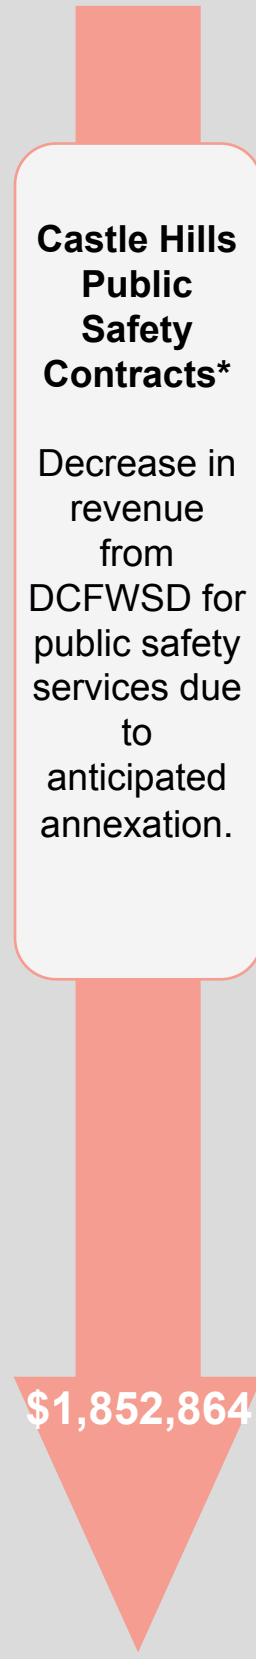 Castle Hills
Public
Safety
Contracts*
Decrease in
revenue
from
DCFWSD for
public safety
services due
to
anticipated
annexation.
$1,852,864